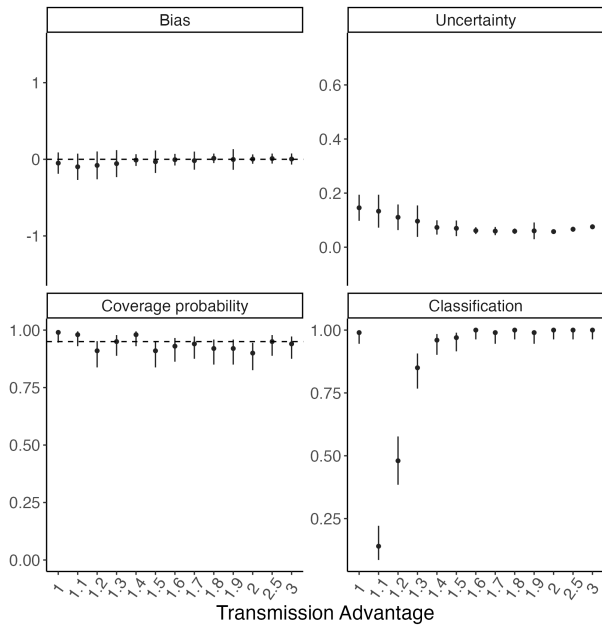 Bias
Uncertainty
1
0
-1
0.6
0.4
0.2
0.0
Coverage probability
Classification
1.00
0.75
0.50
0.25
0.00
1.00
0.75
0.50
0.25
1 1.1 1.2 1.3 1.4 1.5 1.6 1.7 1.8 1.9 2 2.5 3
1 1.1 1.2 1.3 1.4 1.5 1.6 1.7 1.8 1.9 2 2.5 3
Transmission Advantage